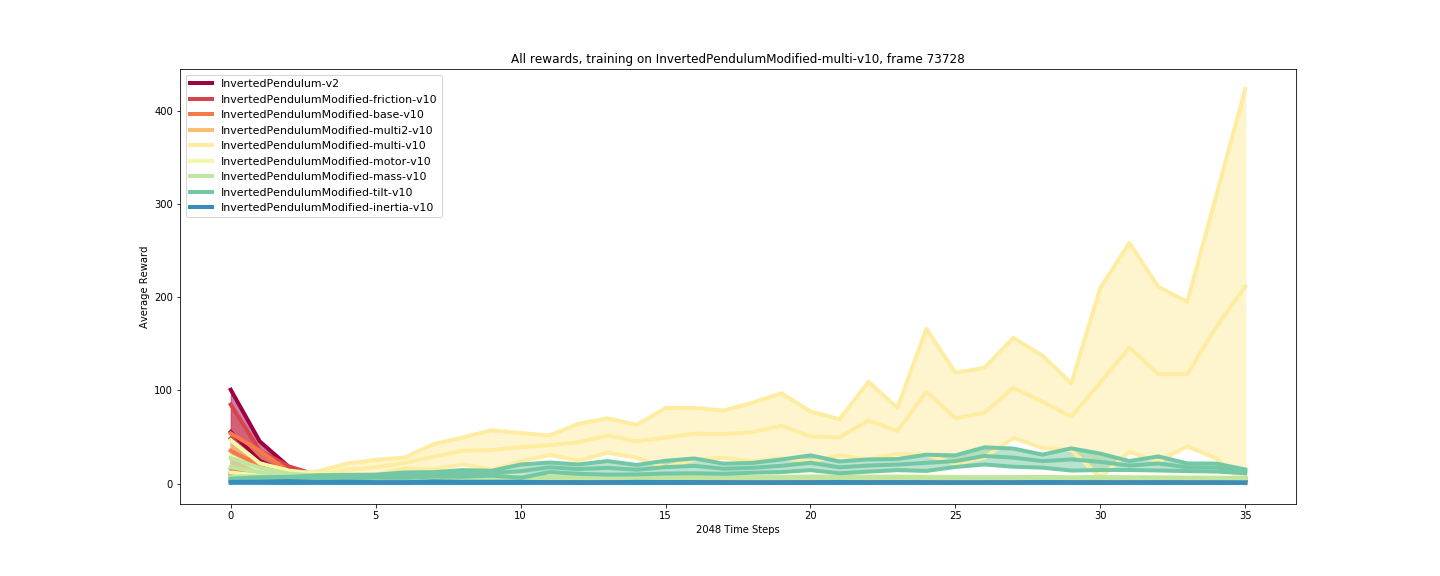 All rewards, training on InvertedPendulumModified-multi-v10, frame 73728
InvertedPendulum-v2
InvertedPendulumModified-friction-v10
InvertedPendulumModified-base-v10
InvertedPendulumModified-multi2-v10
InvertedPendulumModified-multi-v10
InvertedPendulumModified-motor-v10
InvertedPendulumModified-mass-v10
InvertedPendulumModified-tilt-v10
InvertedPendulumModified-inertia-v10
Average Reward
400
300
200
100
0
0 5 10 15 20 25 30 35
2048 Time Steps